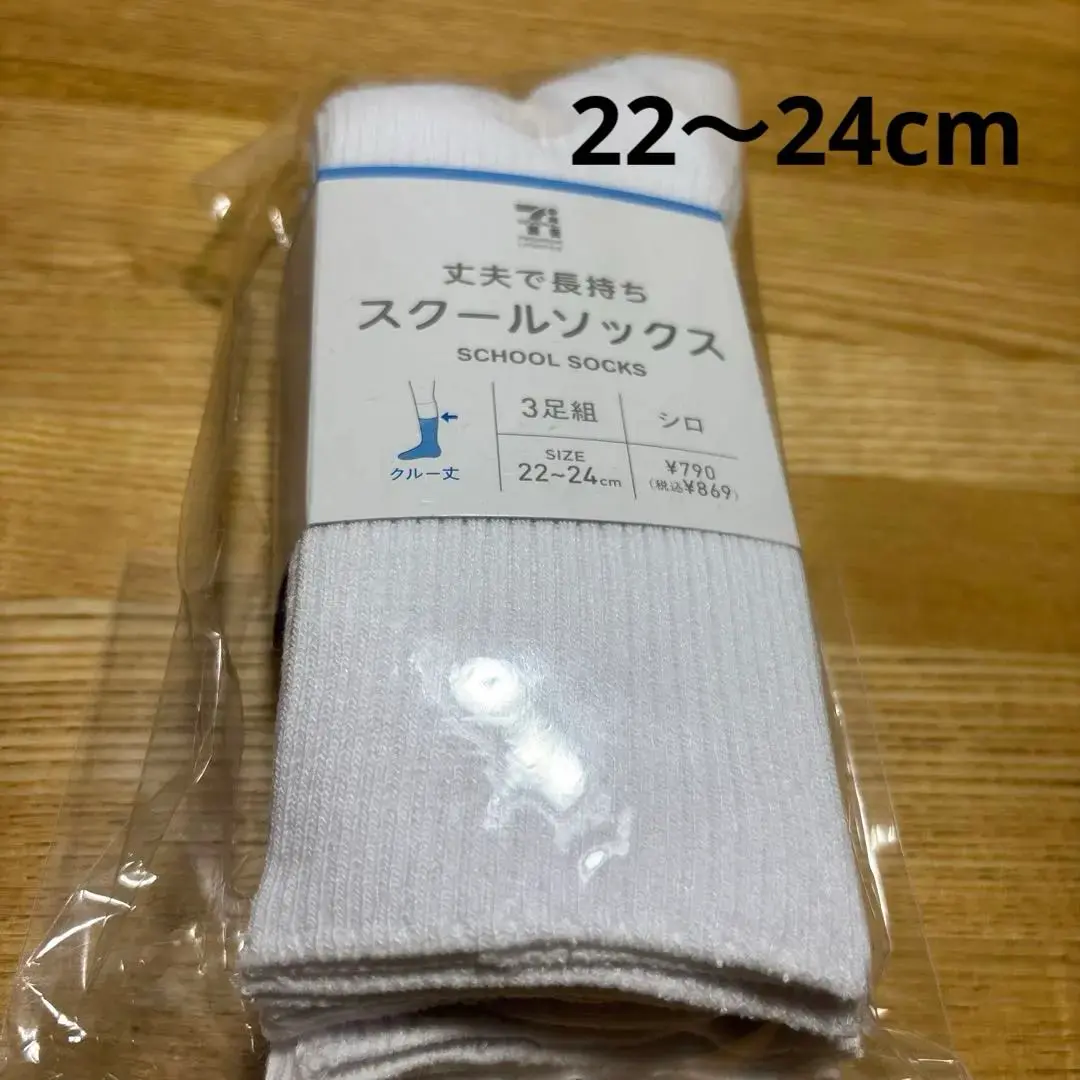 22〜24cm
丈夫で長持ち
スクールソックス
SCHOOL SOCKS
クルー丈
3足組
シロ
SIZE
22~24cm
¥790
(税込¥869)